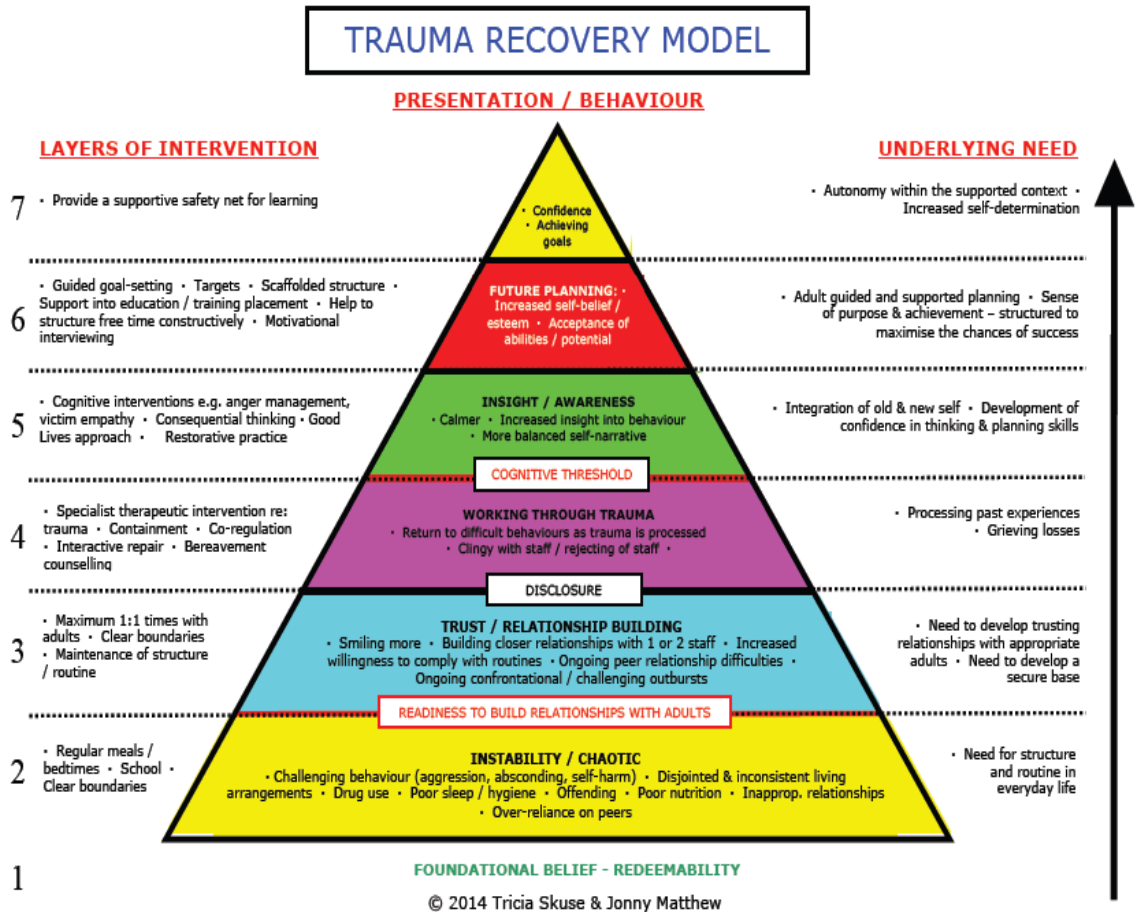 TRAUMA RECOVERY MODEL
PRESENTATION / BEHAVIOUR
LAYERS OF INTERVENTION
UNDERLYING NEED
7
· Provide a supportive safety net for learning
· Confidence
· Achieving
goals
· Autonomy within the supported context ·
Increased self-determination
6
· Guided goal-setting · Targets · Scaffolded structure ·
Support into education / training placement · Help to
structure free time constructively · Motivational
interviewing
FUTURE PLANNING: ·
Increased self-belief /
esteem · Acceptance of
abilities / potential
· Adult guided and supported planning · Sense
of purpose & achievement – structured to
maximise the chances of success
5
· Cognitive interventions e.g. anger management,
victim empathy · Consequential thinking · Good
Lives approach · Restorative practice
INSIGHT / AWARENESS
· Calmer · Increased insight into behaviour
· More balanced self-narrative
· Integration of old & new self · Development of
confidence in thinking & planning skills
COGNITIVE THRESHOLD
4
· Specialist therapeutic intervention re:
trauma · Containment · Co-regulation
· Interactive repair · Bereavement
counselling
WORKING THROUGH TRAUMA
· Return to difficult behaviours as trauma is processed
· Clingy with staff / rejecting of staff ·
· Processing past experiences
· Grieving losses
DISCLOSURE
3
· Maximum 1:1 times with
adults · Clear boundaries
· Maintenance of structure
/ routine
TRUST / RELATIONSHIP BUILDING
· Smiling more · Building closer relationships with 1 or 2 staff · Increased
willingness to comply with routines · Ongoing peer relationship difficulties ·
Ongoing confrontational / challenging outbursts
· Need to develop trusting
relationships with appropriate
adults · Need to develop a
secure base
READINESS TO BUILD RELATIONSHIPS WITH ADULTS
2
· Regular meals /
bedtimes · School ·
Clear boundaries
INSTABILITY / CHAOTIC
· Challenging behaviour (aggression, absconding, self-harm) · Disjointed & inconsistent living
arrangements · Drug use · Poor sleep / hygiene · Offending · Poor nutrition · Inapprop. relationships
· Over-reliance on peers
· Need for structure
and routine in
everyday life
1
FOUNDATIONAL BELIEF - REDEEMABILITY
© 2014 Tricia Skuse & Jonny Matthew